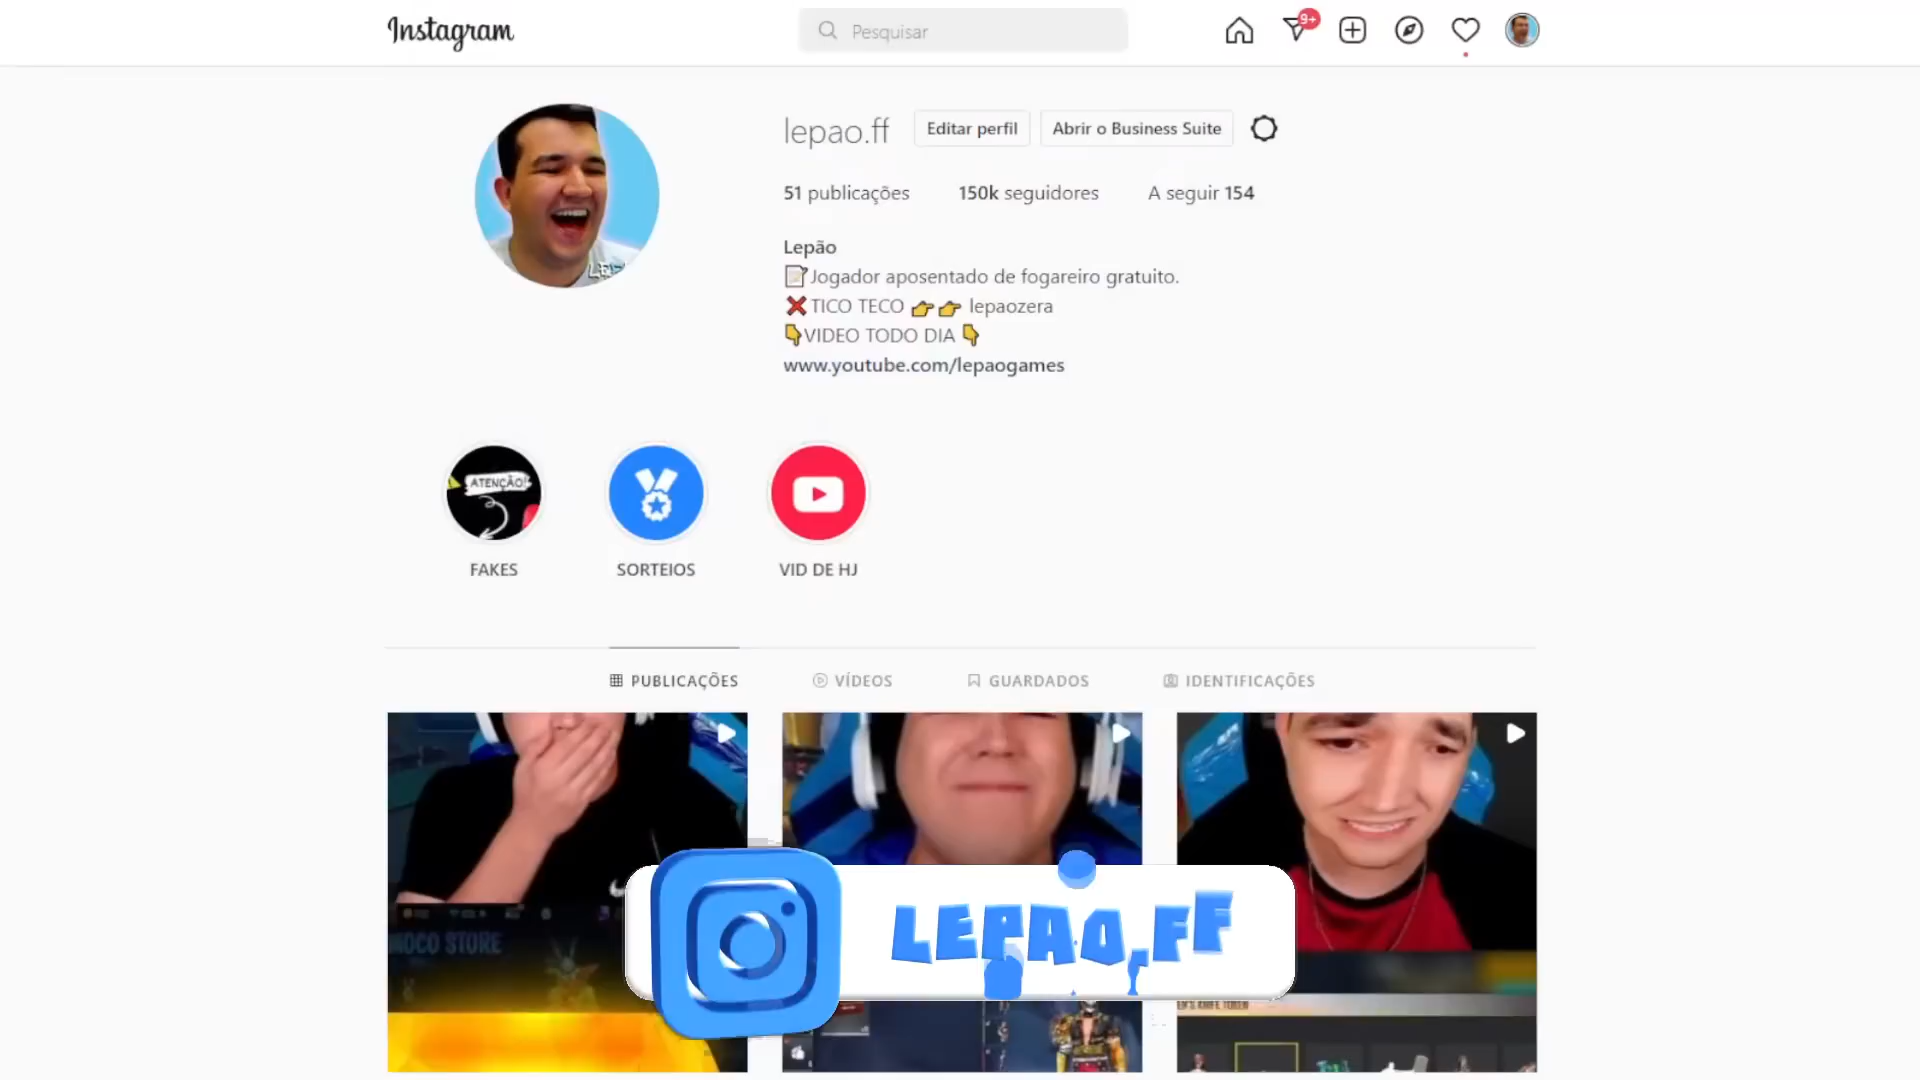 Instagram
Pesquisar
9+
lepao.ff
Editar perfil
Abrir o Business Suite
51 publicações
150k seguidores
A seguir 154
Lepão
📝Jogador aposentado de fogareiro gratuito.
❌TICO TECO 👉👉 lepaozera
👇VIDEO TODO DIA 👇
www.youtube.com/lepaogames
ATENÇÃO!
FAKES
SORTEIOS
VID DE HJ
PUBLICAÇÕES
VÍDEOS
GUARDADOS
IDENTIFICAÇÕES
STORE
LEPAO.FF